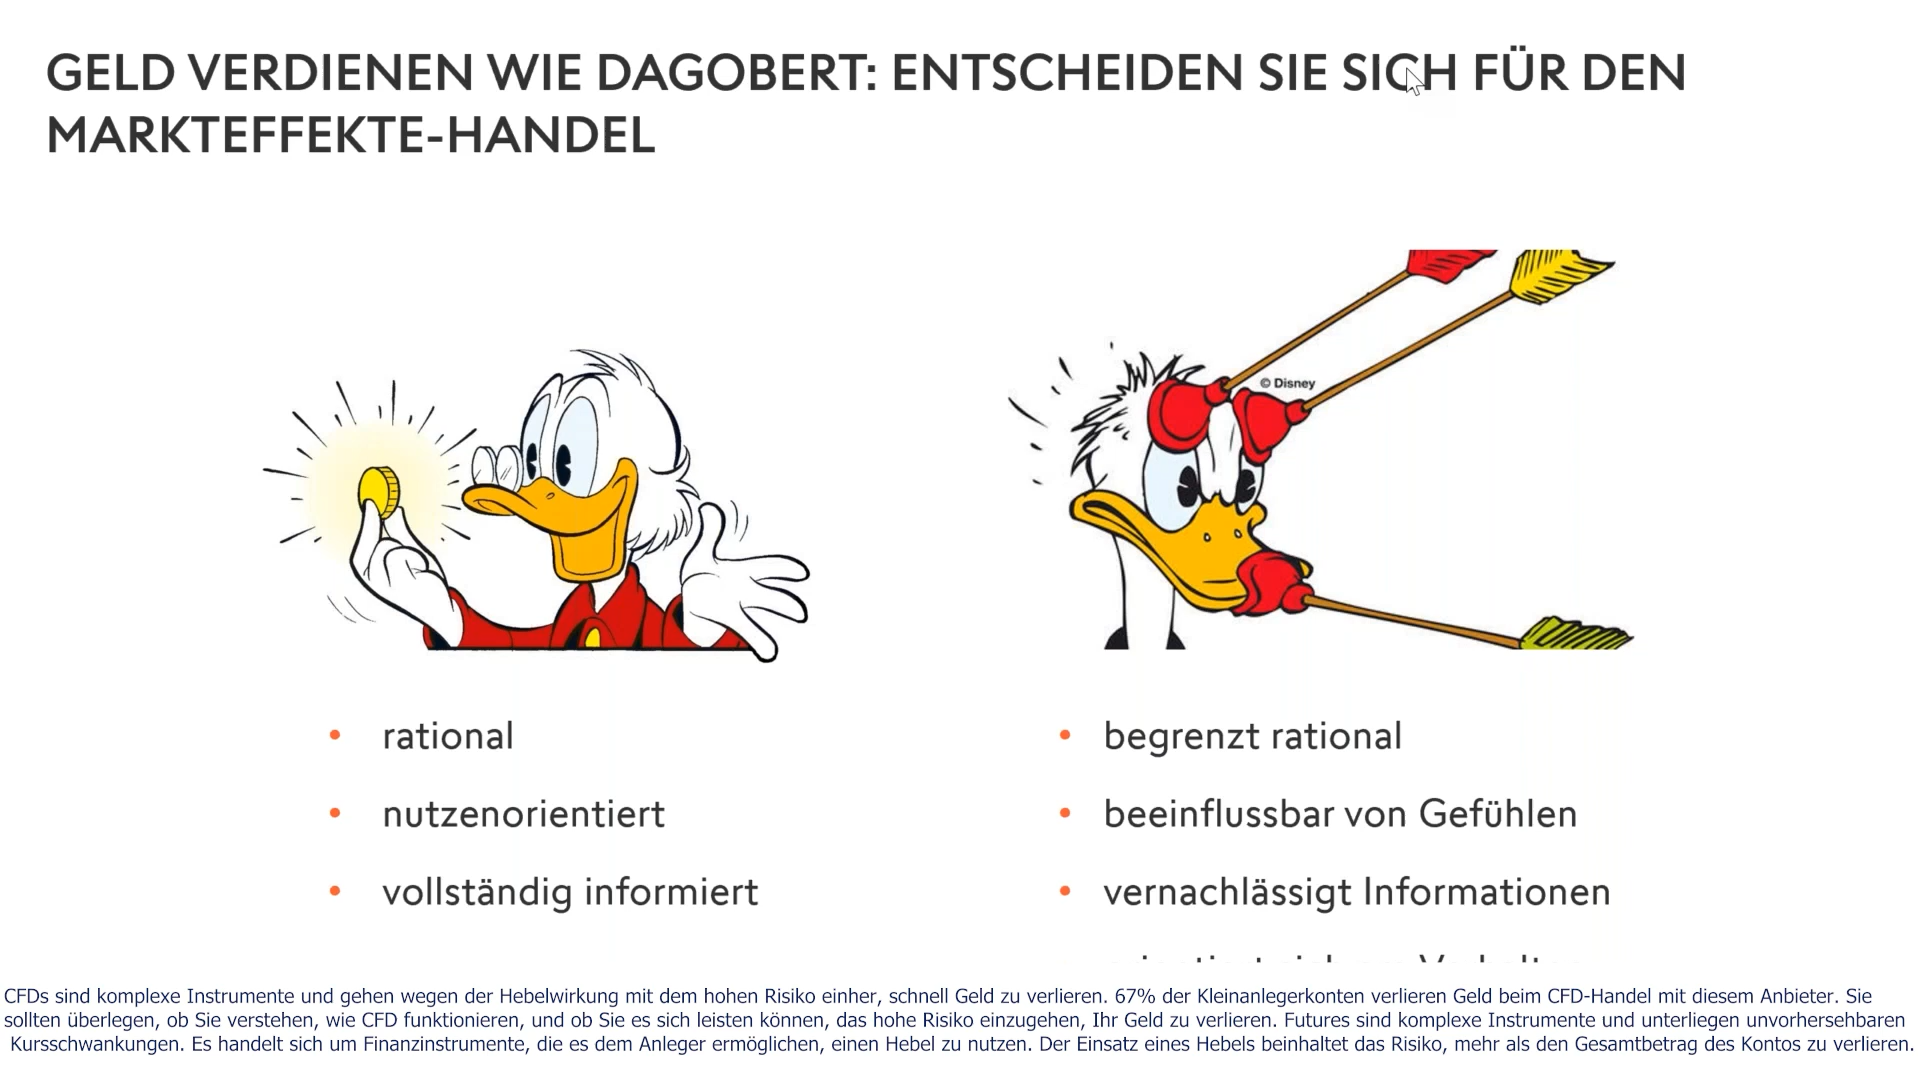 GELD VERDIENEN WIE DAGOBERT: ENTSCHEIDEN SIE SICH FÜR DEN
MARKTEFFEKTE-HANDEL
© Disney
• rational
• nutzenorientiert
• vollständig informiert
• begrenzt rational
• beeinflussbar von Gefühlen
• vernachlässigt Informationen
CFDs sind komplexe Instrumente und gehen wegen der Hebelwirkung mit dem hohen Risiko einher, schnell Geld zu verlieren. 67% der Kleinanlegerkonten verlieren Geld beim CFD-Handel mit diesem Anbieter. Sie
sollten überlegen, ob Sie verstehen, wie CFD funktionieren, und ob Sie es sich leisten können, das hohe Risiko einzugehen, Ihr Geld zu verlieren. Futures sind komplexe Instrumente und unterliegen unvorhersehbaren
Kursschwankungen. Es handelt sich um Finanzinstrumente, die es dem Anleger ermöglichen, einen Hebel zu nutzen. Der Einsatz eines Hebels beinhaltet das Risiko, mehr als den Gesamtbetrag des Kontos zu verlieren.